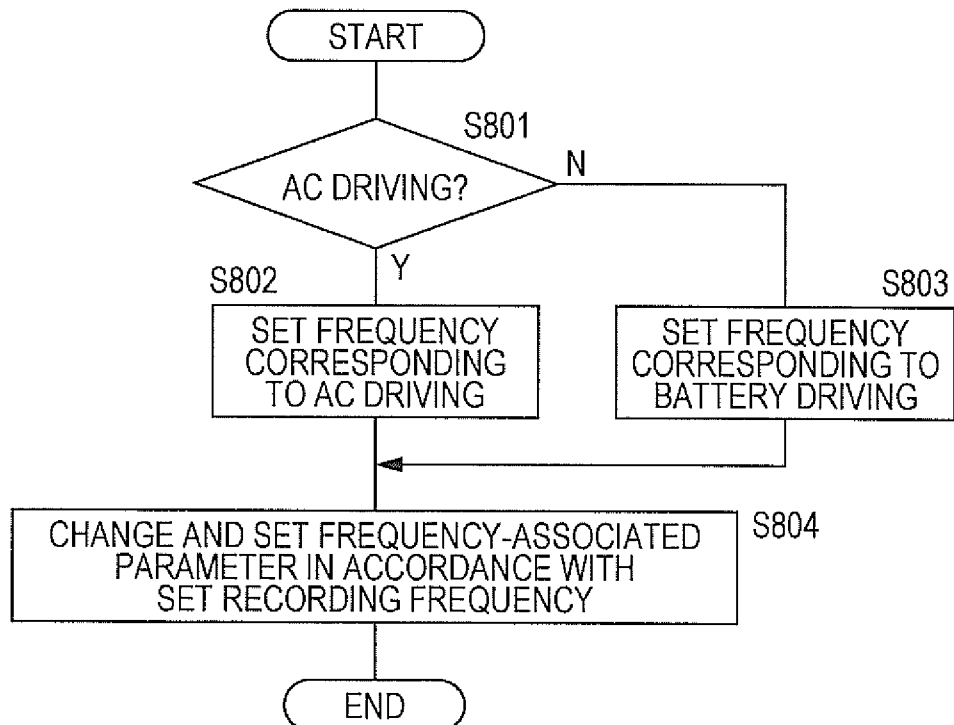 START
S801
AC DRIVING?
N
Y
S802
SET FREQUENCY
CORRESPONDING
TO AC DRIVING
S803
SET FREQUENCY
CORRESPONDING TO
BATTERY DRIVING
CHANGE AND SET FREQUENCY-ASSOCIATED
PARAMETER IN ACCORDANCE WITH
SET RECORDING FREQUENCY
S804
END